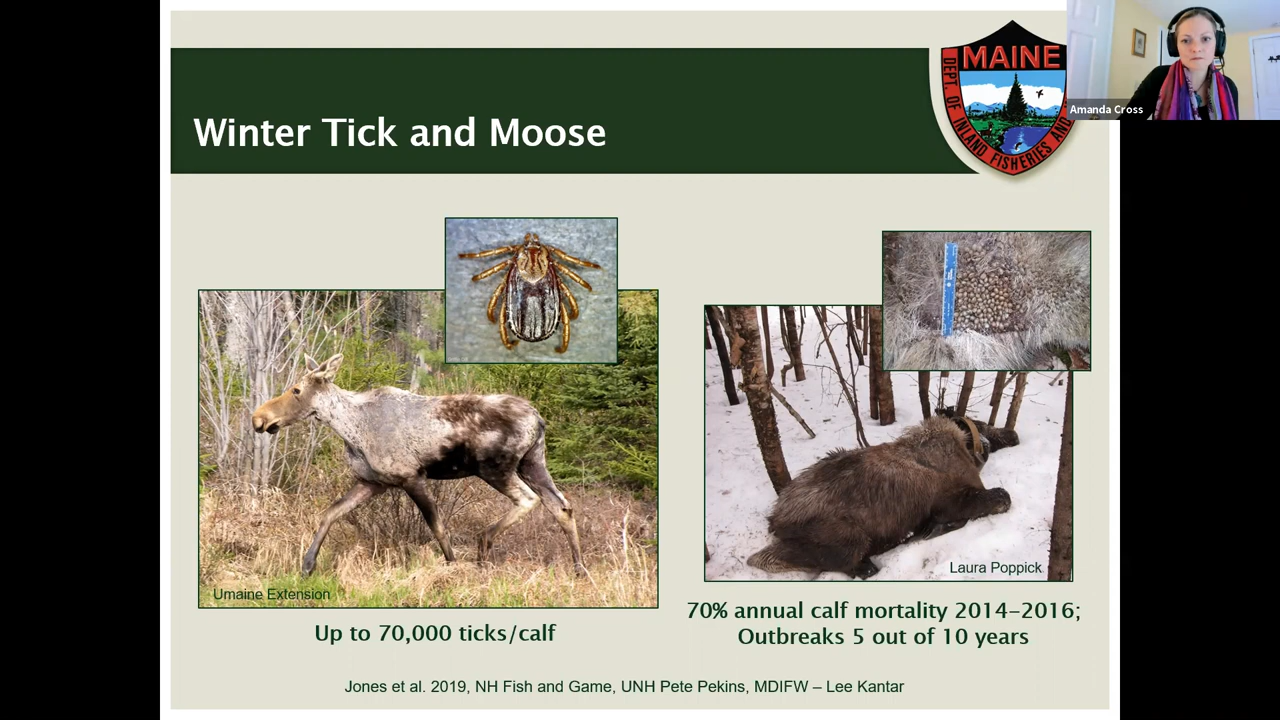 Winter Tick and Moose
MAINE
DEPT. OF INLAND FISHERIES AND
Amanda Cross
Umaine Extension
Laura Poppick
Up to 70,000 ticks/calf
70% annual calf mortality 2014–2016;
Outbreaks 5 out of 10 years
Jones et al. 2019, NH Fish and Game, UNH Pete Pekins, MDIFW – Lee Kantar